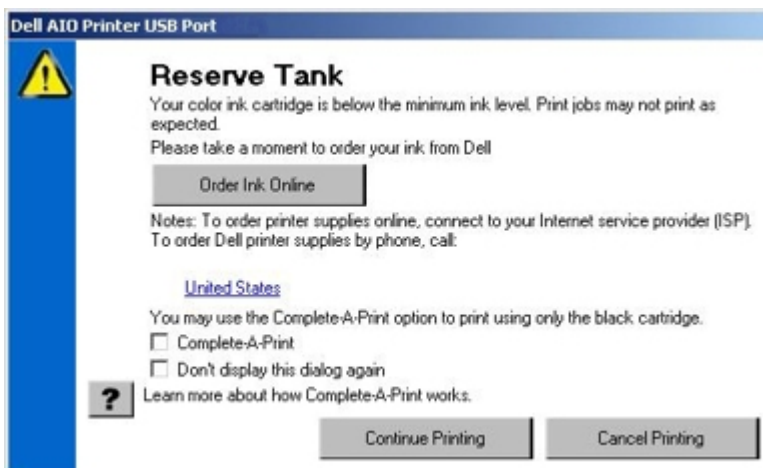 Dell AIO Printer USB Port
Reserve Tank
Your color ink cartridge is below the minimum ink level. Print jobs may not print as
expected.
Please take a moment to order your ink from Dell
Order Ink Online
Notes: To order printer supplies online, connect to your Internet service provider (ISP).
To order Dell printer supplies by phone, call:
United States
You may use the Complete-A-Print option to print using only the black cartridge.
Complete-A-Print
Don't display this dialog again
? Learn more about how Complete-A-Print works.
Continue Printing Cancel Printing